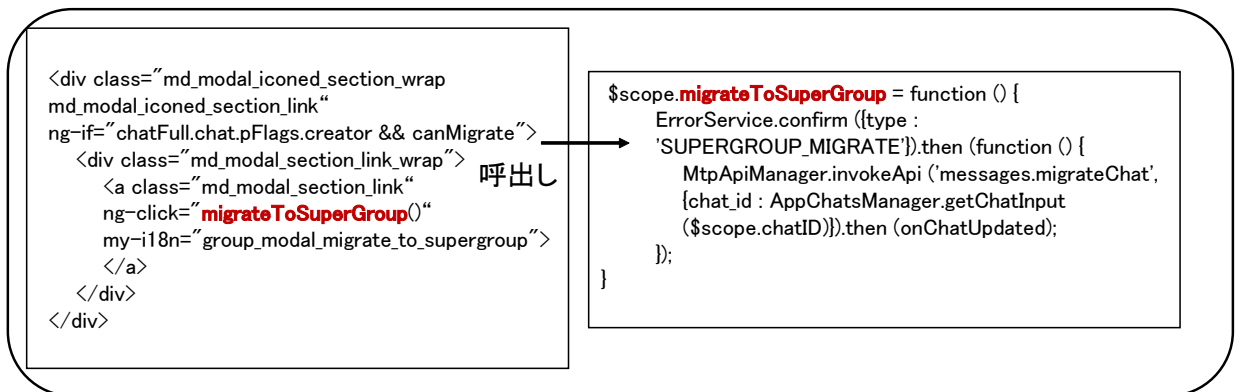 <div class="md_modal_iconed_section_wrap
md_modal_iconed_section_link“
ng-if="chatFull.chat.pFlags.creator && canMigrate">
<div class="md_modal_section_link_wrap">
<a class="md_modal_section_link“
ng-click="migrateToSuperGroup()“
my-i18n="group_modal_migrate_to_supergroup">
</a>
</div>
</div>
呼出し
$scope.migrateToSuperGroup = function () {
ErrorService.confirm ({type :
'SUPERGROUP_MIGRATE'}).then (function () {
MtpApiManager.invokeApi ('messages.migrateChat',
{chat_id : AppChatsManager.getChatInput
($scope.chatID)}).then (onChatUpdated);
});
}